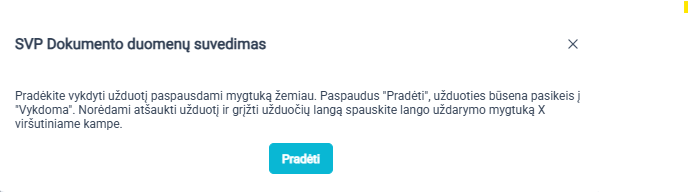 SVP Dokumento duomenų suvedimas
Pradėkite vykdyti užduotį paspausdami mygtuką žemiau. Paspaudus "Pradėti", užduoties būsena pasikeis į
"Vykdoma". Norėdami atšaukti užduotį ir grįžti užduočių langą spauskite lango uždarymo mygtuką X
viršutiniame kampe.
Pradėti